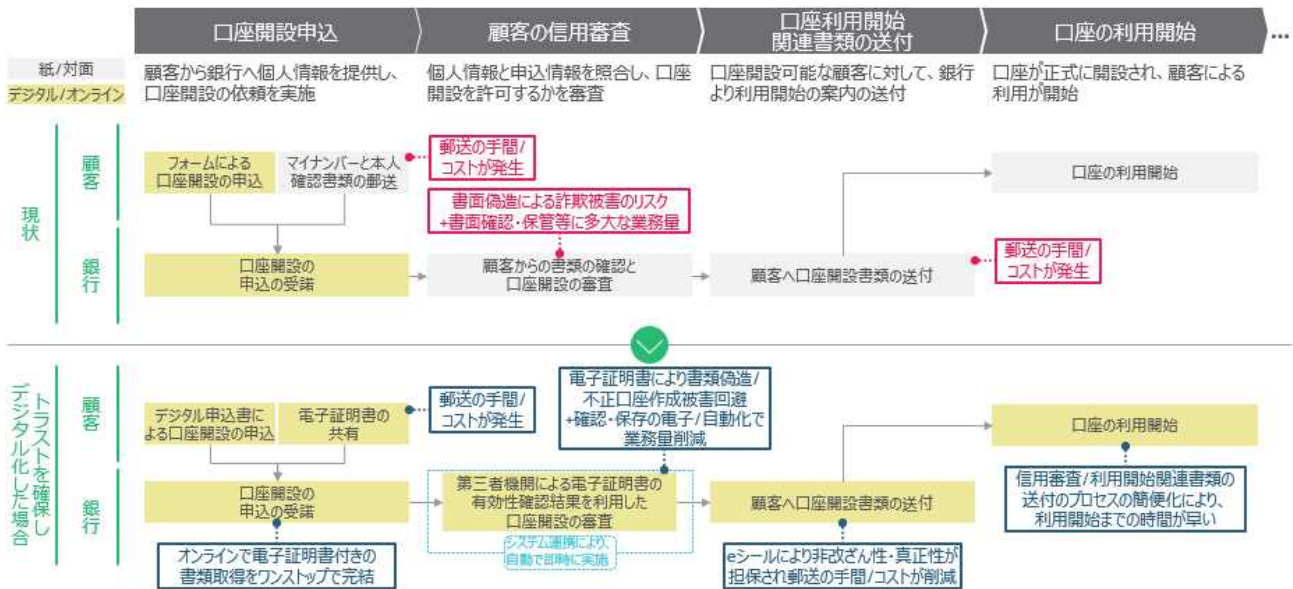 口座開設申込
顧客の信用審査
口座利用開始
関連書類の送付
口座の利用開始
...
紙/対面
デジタル/オンライン
顧客から銀行へ個人情報を提供し、
口座開設の依頼を実施
個人情報と申込情報を照合し、口座
開設を許可するかを審査
口座開設可能な顧客に対して、銀行
より利用開始の案内の送付
口座が正式に開設され、顧客による
利用が開始
現状
顧客
フォームによる
口座開設の申込
マイナンバーと本人
確認書類の郵送
郵送の手間/
コストが発生
書面偽造による詐欺被害のリスク
+書面確認・保管等に多大な業務量
口座の利用開始
銀行
口座開設の
申込の受諾
顧客からの書類の確認と
口座開設の審査
顧客へ口座開設書類の送付
郵送の手間/
コストが発生
トラストを確保し
デジタル化した場合
顧客
デジタル申込書に
よる口座開設の申込
電子証明書の
共有
郵送の手間/
コストが発生
電子証明書により書類偽造/
不正口座作成被害回避
+確認・保存の電子/自動化で
業務量削減
口座の利用開始
信用審査/利用開始関連書類の
送付のプロセスの簡便化により、
利用開始までの時間が早い
銀行
口座開設の
申込の受諾
第三者機関による電子証明書の
有効性確認結果を利用した
口座開設の審査
システム連携により、
自動で即時に実施
顧客へ口座開設書類の送付
オンラインで電子証明書付きの
書類取得をワンストップで完結
eシールにより非改ざん性・真正性が
担保され郵送の手間/コストが削減